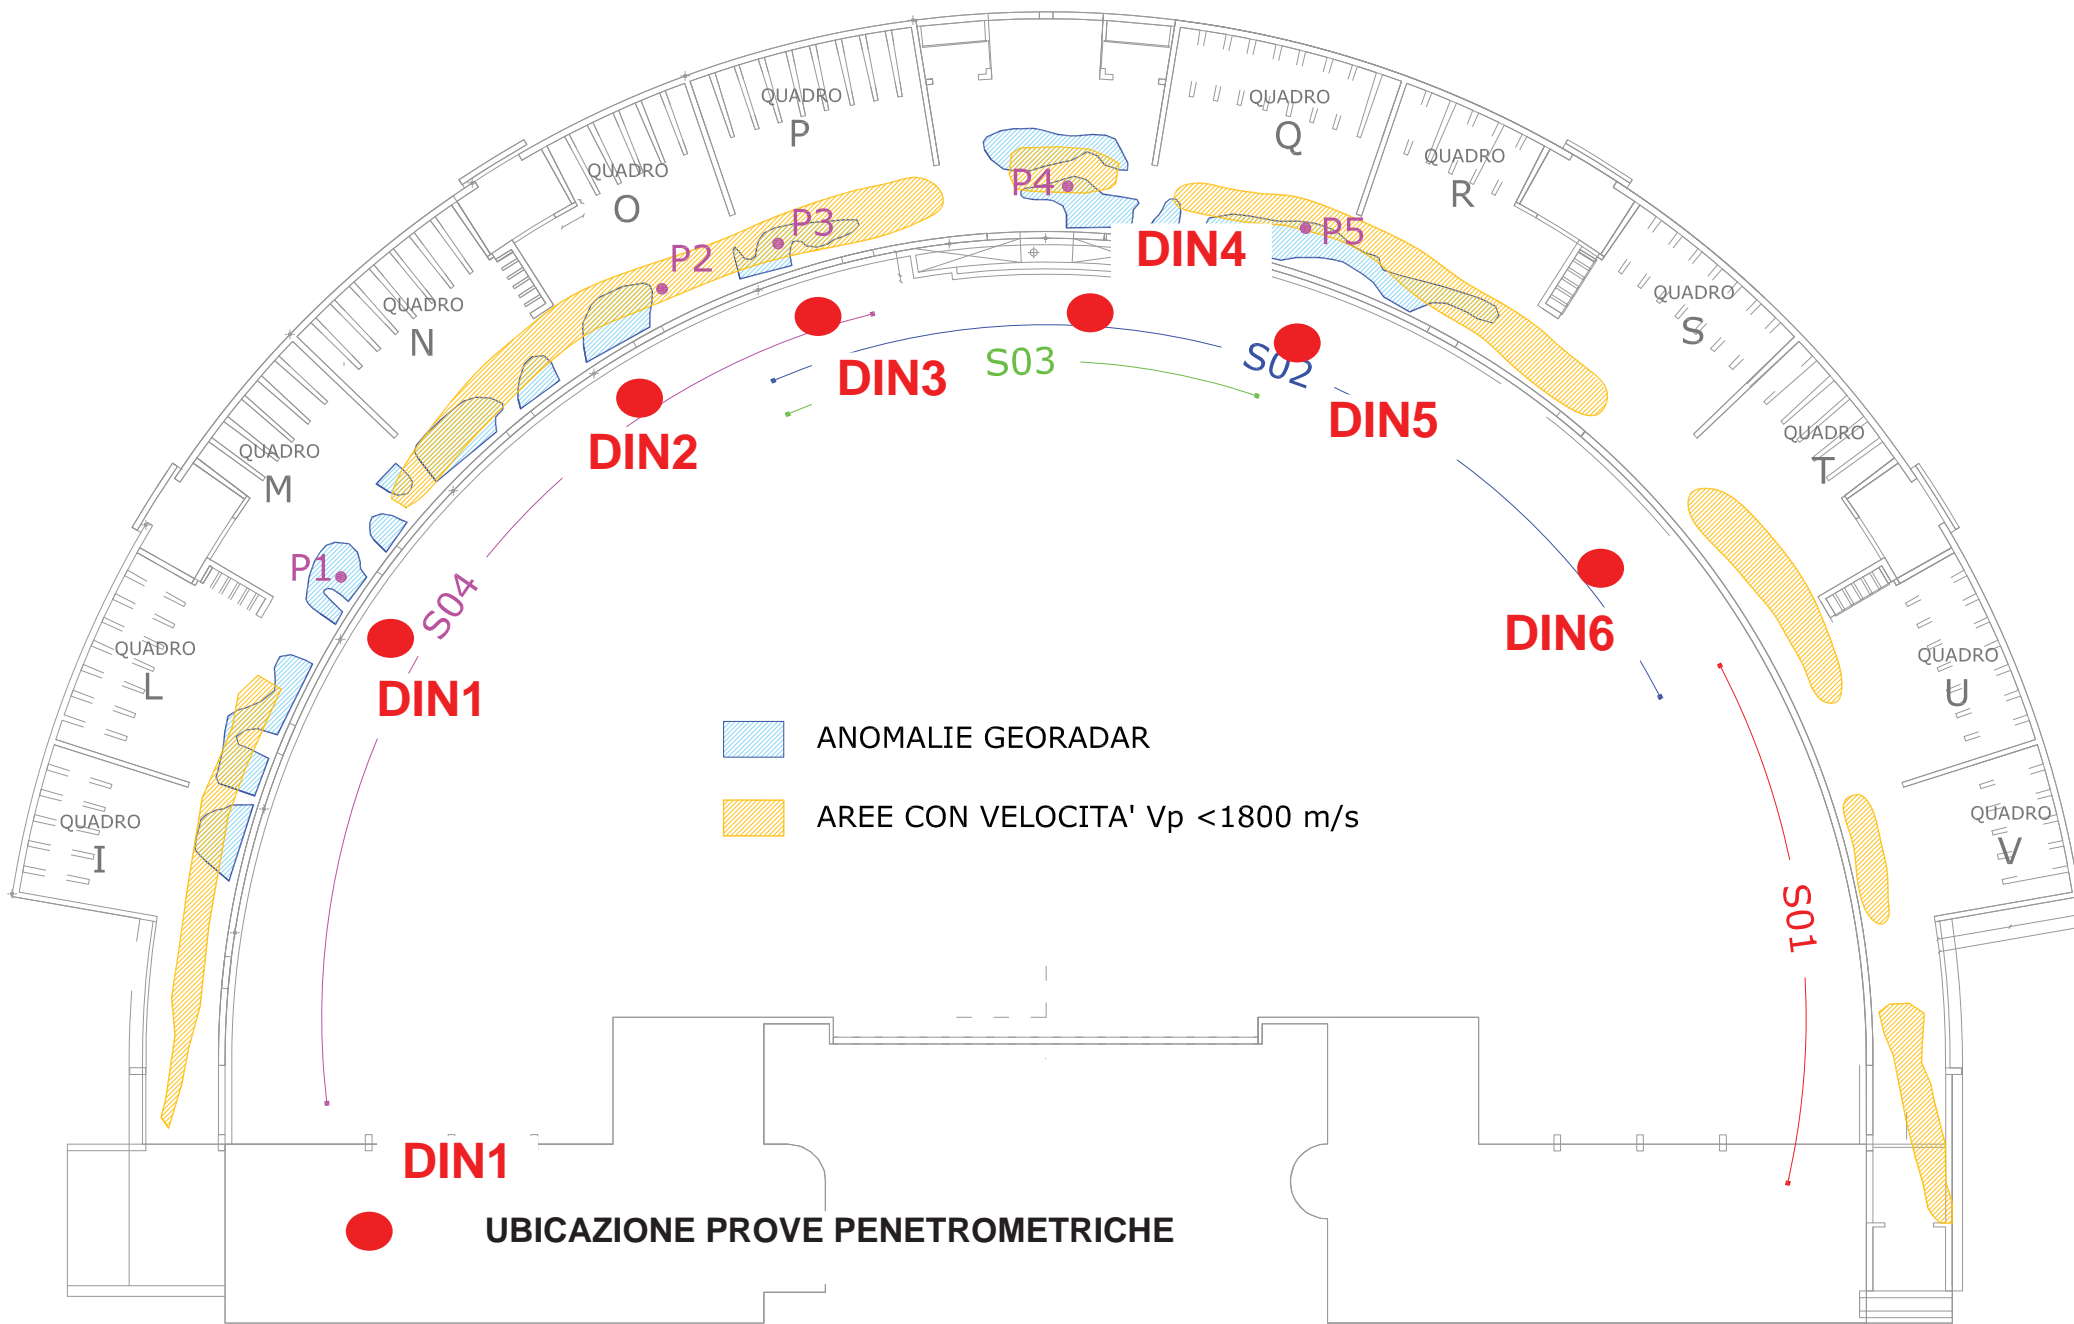 QUADRO
P
QUADRO
Q
QUADRO
O
QUADRO
R
P4
P3
P2
P5
DIN4
QUADRO
N
QUADRO
S
S03
S02
DIN3
DIN2
DIN5
QUADRO
M
QUADRO
T
P1
S04
DIN1
DIN6
QUADRO
L
QUADRO
U
ANOMALIE GEORADAR
AREE CON VELOCITA' Vp <1800 m/s
QUADRO
I
QUADRO
V
S01
DIN1
UBICAZIONE PROVE PENETROMETRICHE